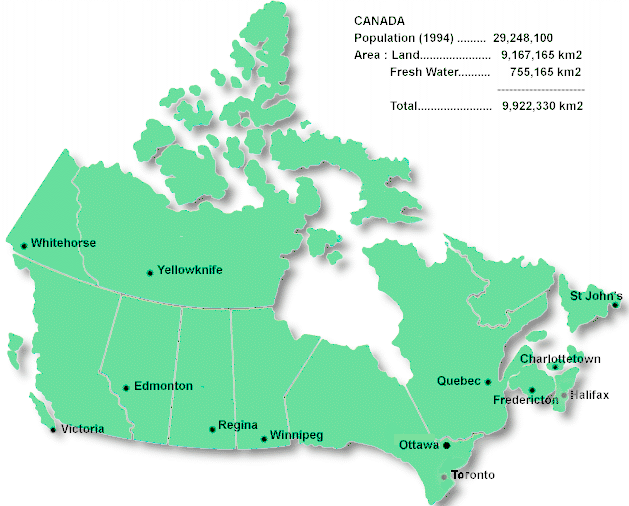 CANADA
Population (1994) ......... 29,248,100
Area : Land...................... 9,167,165 km2
Fresh Water.......... 755,165 km2
----------------------
Total....................... 9,922,330 km2
Whitehorse
Yellowknife
St John's
Charlottetown
Edmonton
Quebec
Fredericton
Halifax
Victoria
Regina
Winnipeg
Ottawa
Toronto